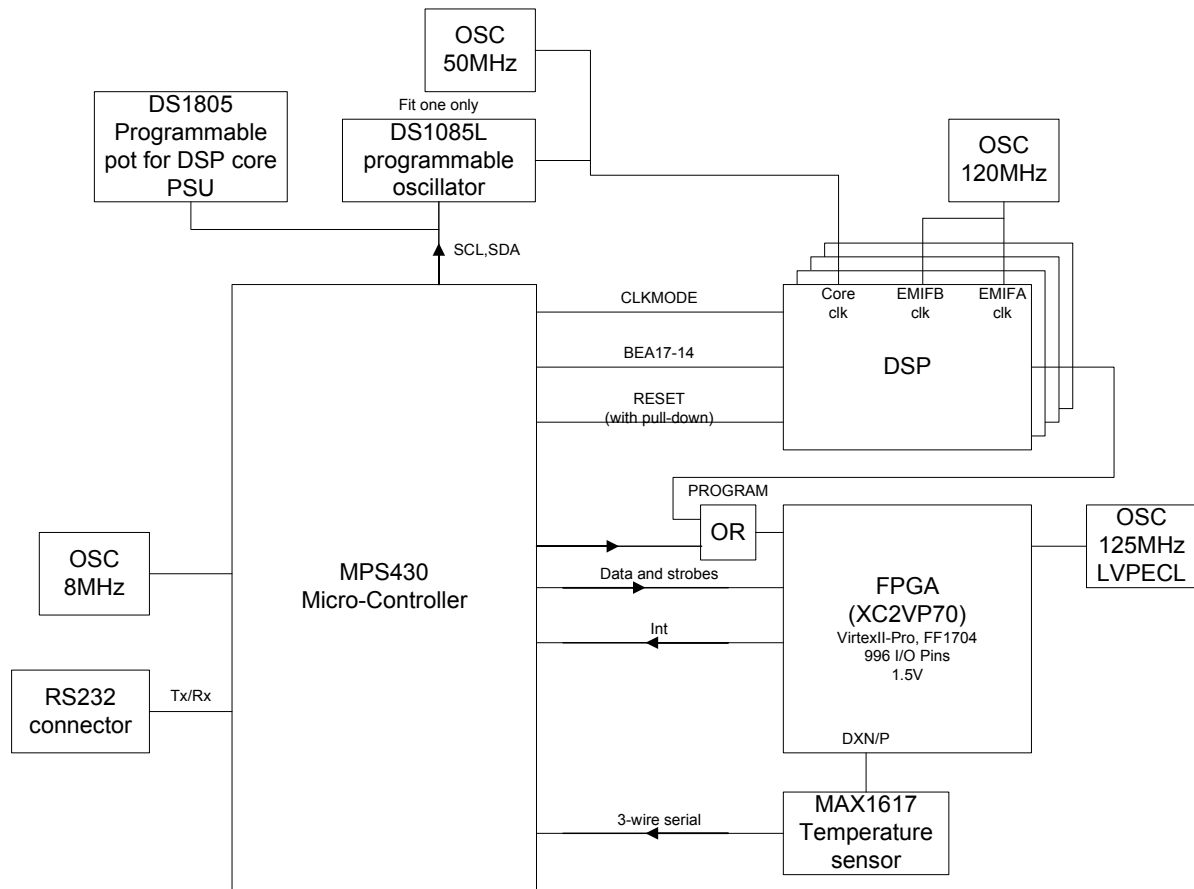 OSC
50MHz
DS1805
Programmable
pot for DSP core
PSU
Fit one only
DS1085L
programmable
oscillator
OSC
120MHz
SCL,SDA
CLKMODE
BEA17-14
RESET
(with pull-down)
Core
clk
EMIFB
clk
EMIFA
clk
DSP
PROGRAM
OR
OSC
8MHz
MPS430
Micro-Controller
Data and strobes
Int
FPGA
(XC2VP70)
VirtexII-Pro, FF1704
996 I/O Pins
1.5V
OSC
125MHz
LVPECL
RS232
connector
Tx/Rx
DXN/P
3-wire serial
MAX1617
Temperature
sensor